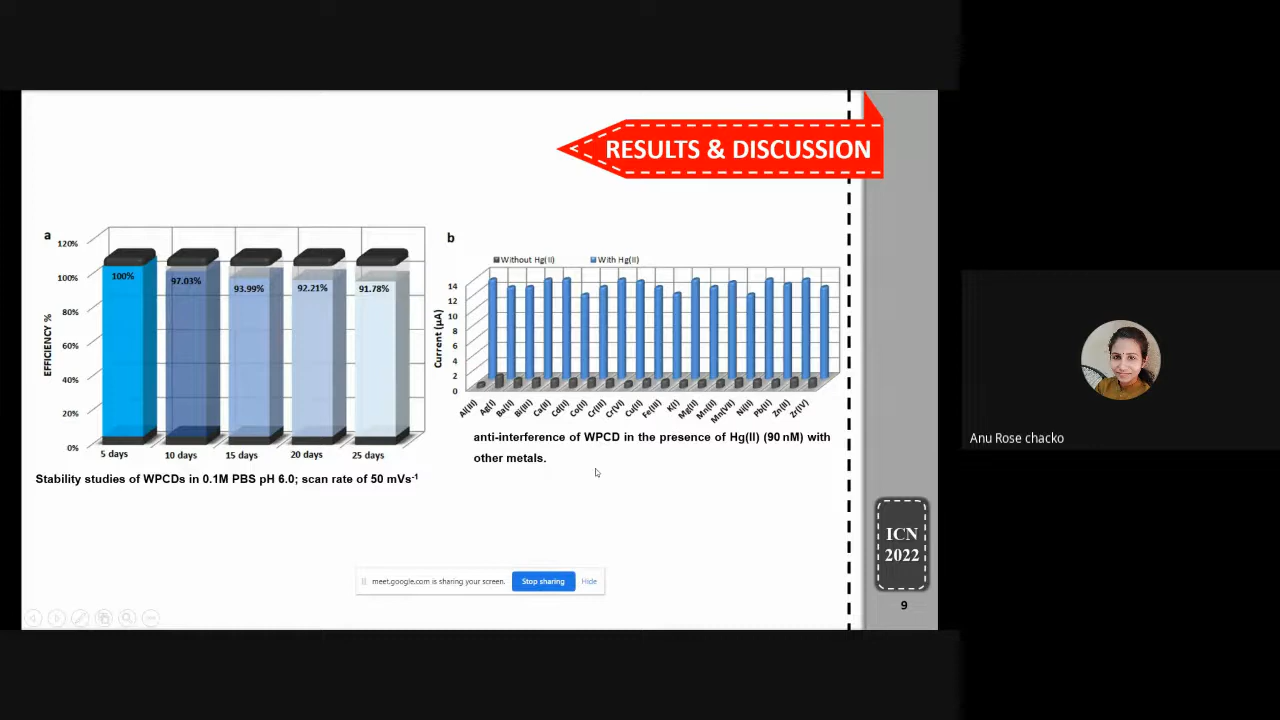 RESULTS & DISCUSSION
a
120%
100%
80%
60%
40%
20%
0%
EFFICIENCY %
100%
97.03%
93.99%
92.21%
91.78%
5 days
10 days
15 days
20 days
25 days
Stability studies of WPCDs in 0.1M PBS pH 6.0; scan rate of 50 mVs-1
b
Without Hg(II)
With Hg(II)
Current (µA)
14
12
10
8
6
4
2
0
Al(III)
Ag(I)
Ba(II)
Bi(III)
Ca(II)
Cd(II)
Co(II)
Cr(III)
Cr(VI)
Cu(II)
Fe(III)
K(I)
Mg(II)
Mn(II)
Mn(VII)
Ni(II)
Pb(II)
Zn(II)
Zr(IV)
anti-interference of WPCD in the presence of Hg(II) (90 nM) with
other metals.
meet.google.com is sharing your screen.
Stop sharing
Hide
ICN
2022
9
Anu Rose chacko